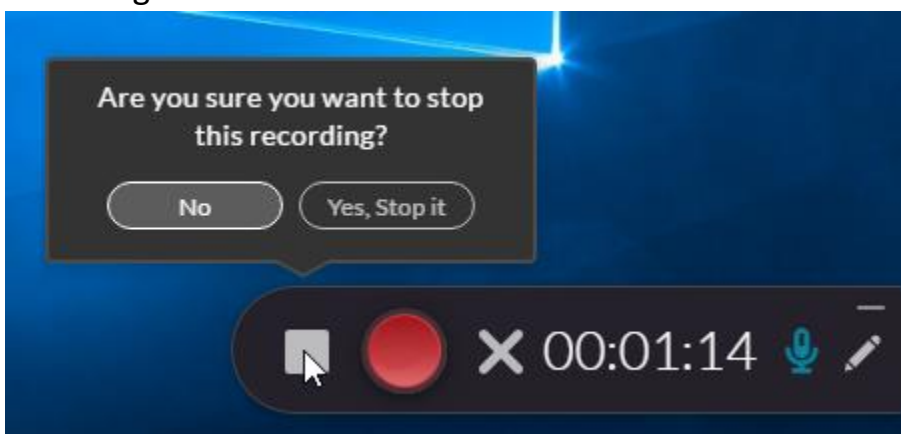 Are you sure you want to stop
this recording?
No
Yes, Stop it
00:01:14